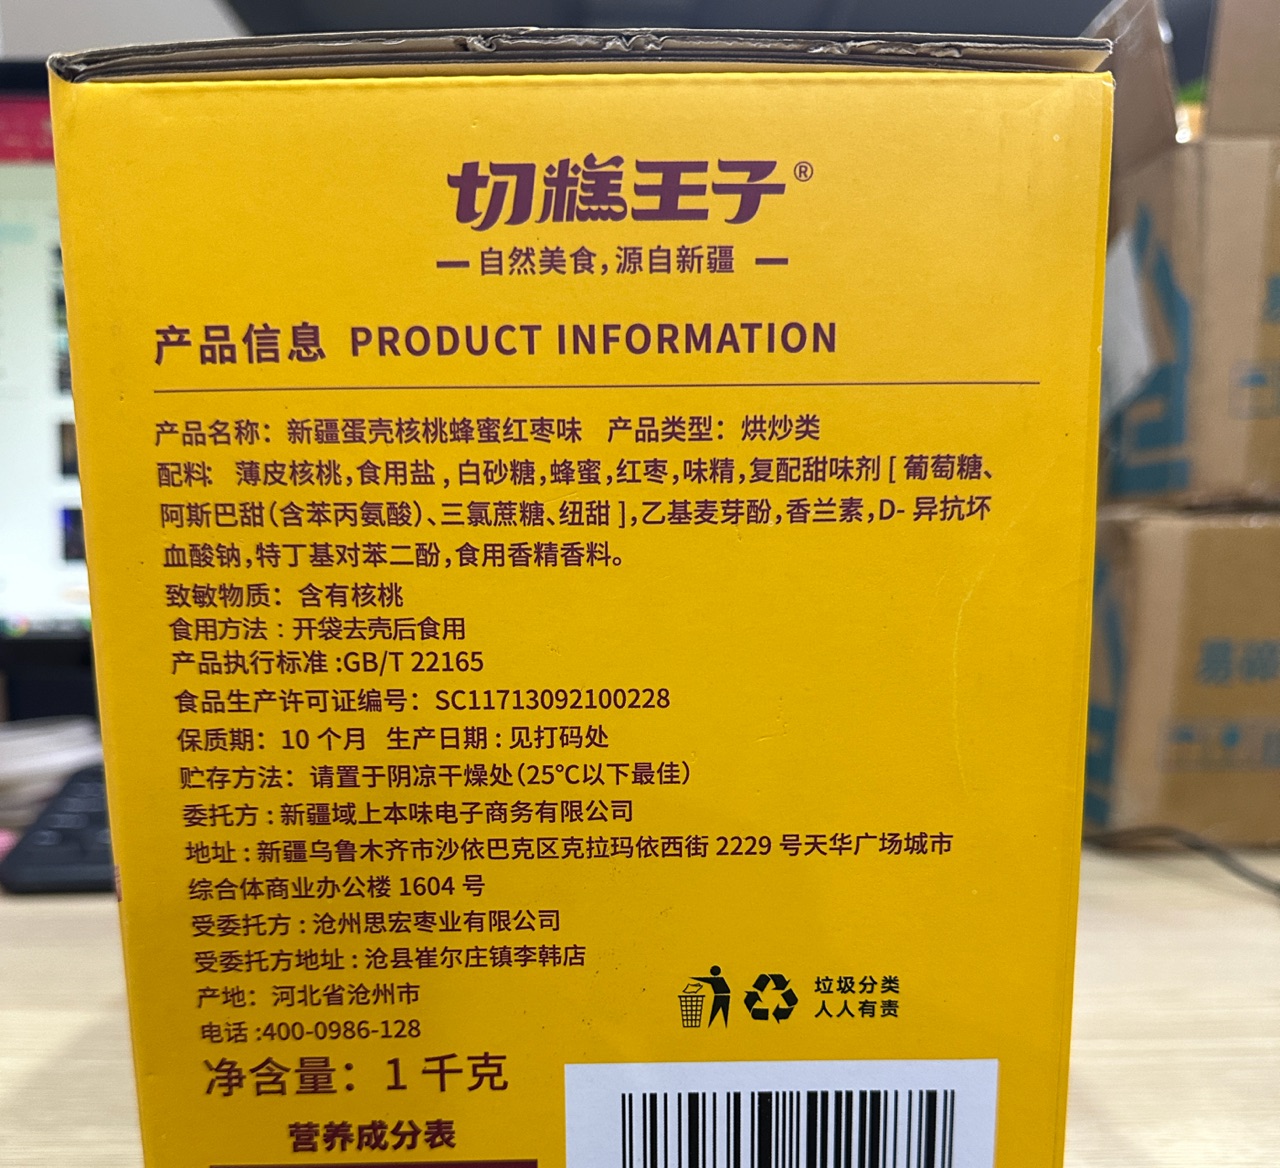 切糕王子®
自然美食,源自新疆
产品信息 PRODUCT INFORMATION
产品名称：新疆蛋壳核桃蜂蜜红枣味 产品类型：烘炒类
配料: 薄皮核桃,食用盐,白砂糖,蜂蜜,红枣,味精,复配甜味剂[葡萄糖、
阿斯巴甜(含苯丙氨酸)、三氯蔗糖、纽甜],乙基麦芽酚,香兰素,D-异抗坏
血酸钠,特丁基对苯二酚,食用香精香料。
致敏物质：含有核桃
食用方法:开袋去壳后食用
产品执行标准:GB/T 22165
食品生产许可证编号：SC11713092100228
保质期：10个月 生产日期:见打码处
贮存方法：请置于阴凉干燥处(25℃以下最佳)
委托方:新疆域上本味电子商务有限公司
地址:新疆乌鲁木齐市沙依巴克区克拉玛依西街2229号天华广场城市
综合体商业办公楼1604号
受委托方:沧州思宏枣业有限公司
受委托方地址:沧县崔尔庄镇李韩店
产地：河北省沧州市
电话:400-0986-128
垃圾分类
人人有责
净含量：1千克
营养成分表